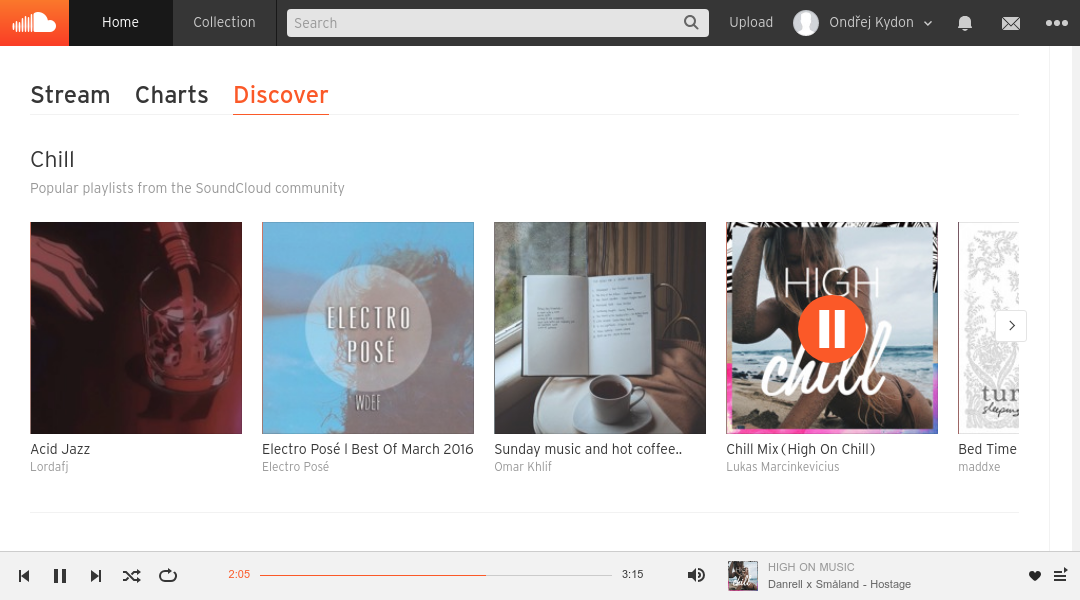 Home
Collection
Search
Upload
Ondřej Kydon
Stream
Charts
Discover
Chill
Popular playlists from the SoundCloud community
ELECTRO
POSÉ
WDEF
HIGH
chill
tur
sleeping
Acid Jazz
Lordafj
Electro Posé | Best Of March 2016
Electro Posé
Sunday music and hot coffee..
Omar Khlif
Chill Mix (High On Chill)
Lukas Marcinkevicius
Bed Time
maddxe
2:05
3:15
HIGH ON MUSIC
Danrell x Smàland - Hostage